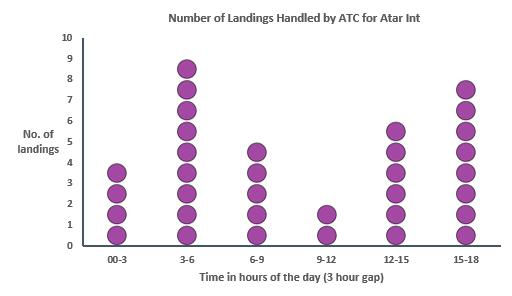 Number of Landings Handled by ATC for Atar Int
10
9
8
7
6
5
4
3
2
1
0
No. of
landings
00-3 3-6 6-9 9-12 12-15 15-18
Time in hours of the day (3 hour gap)